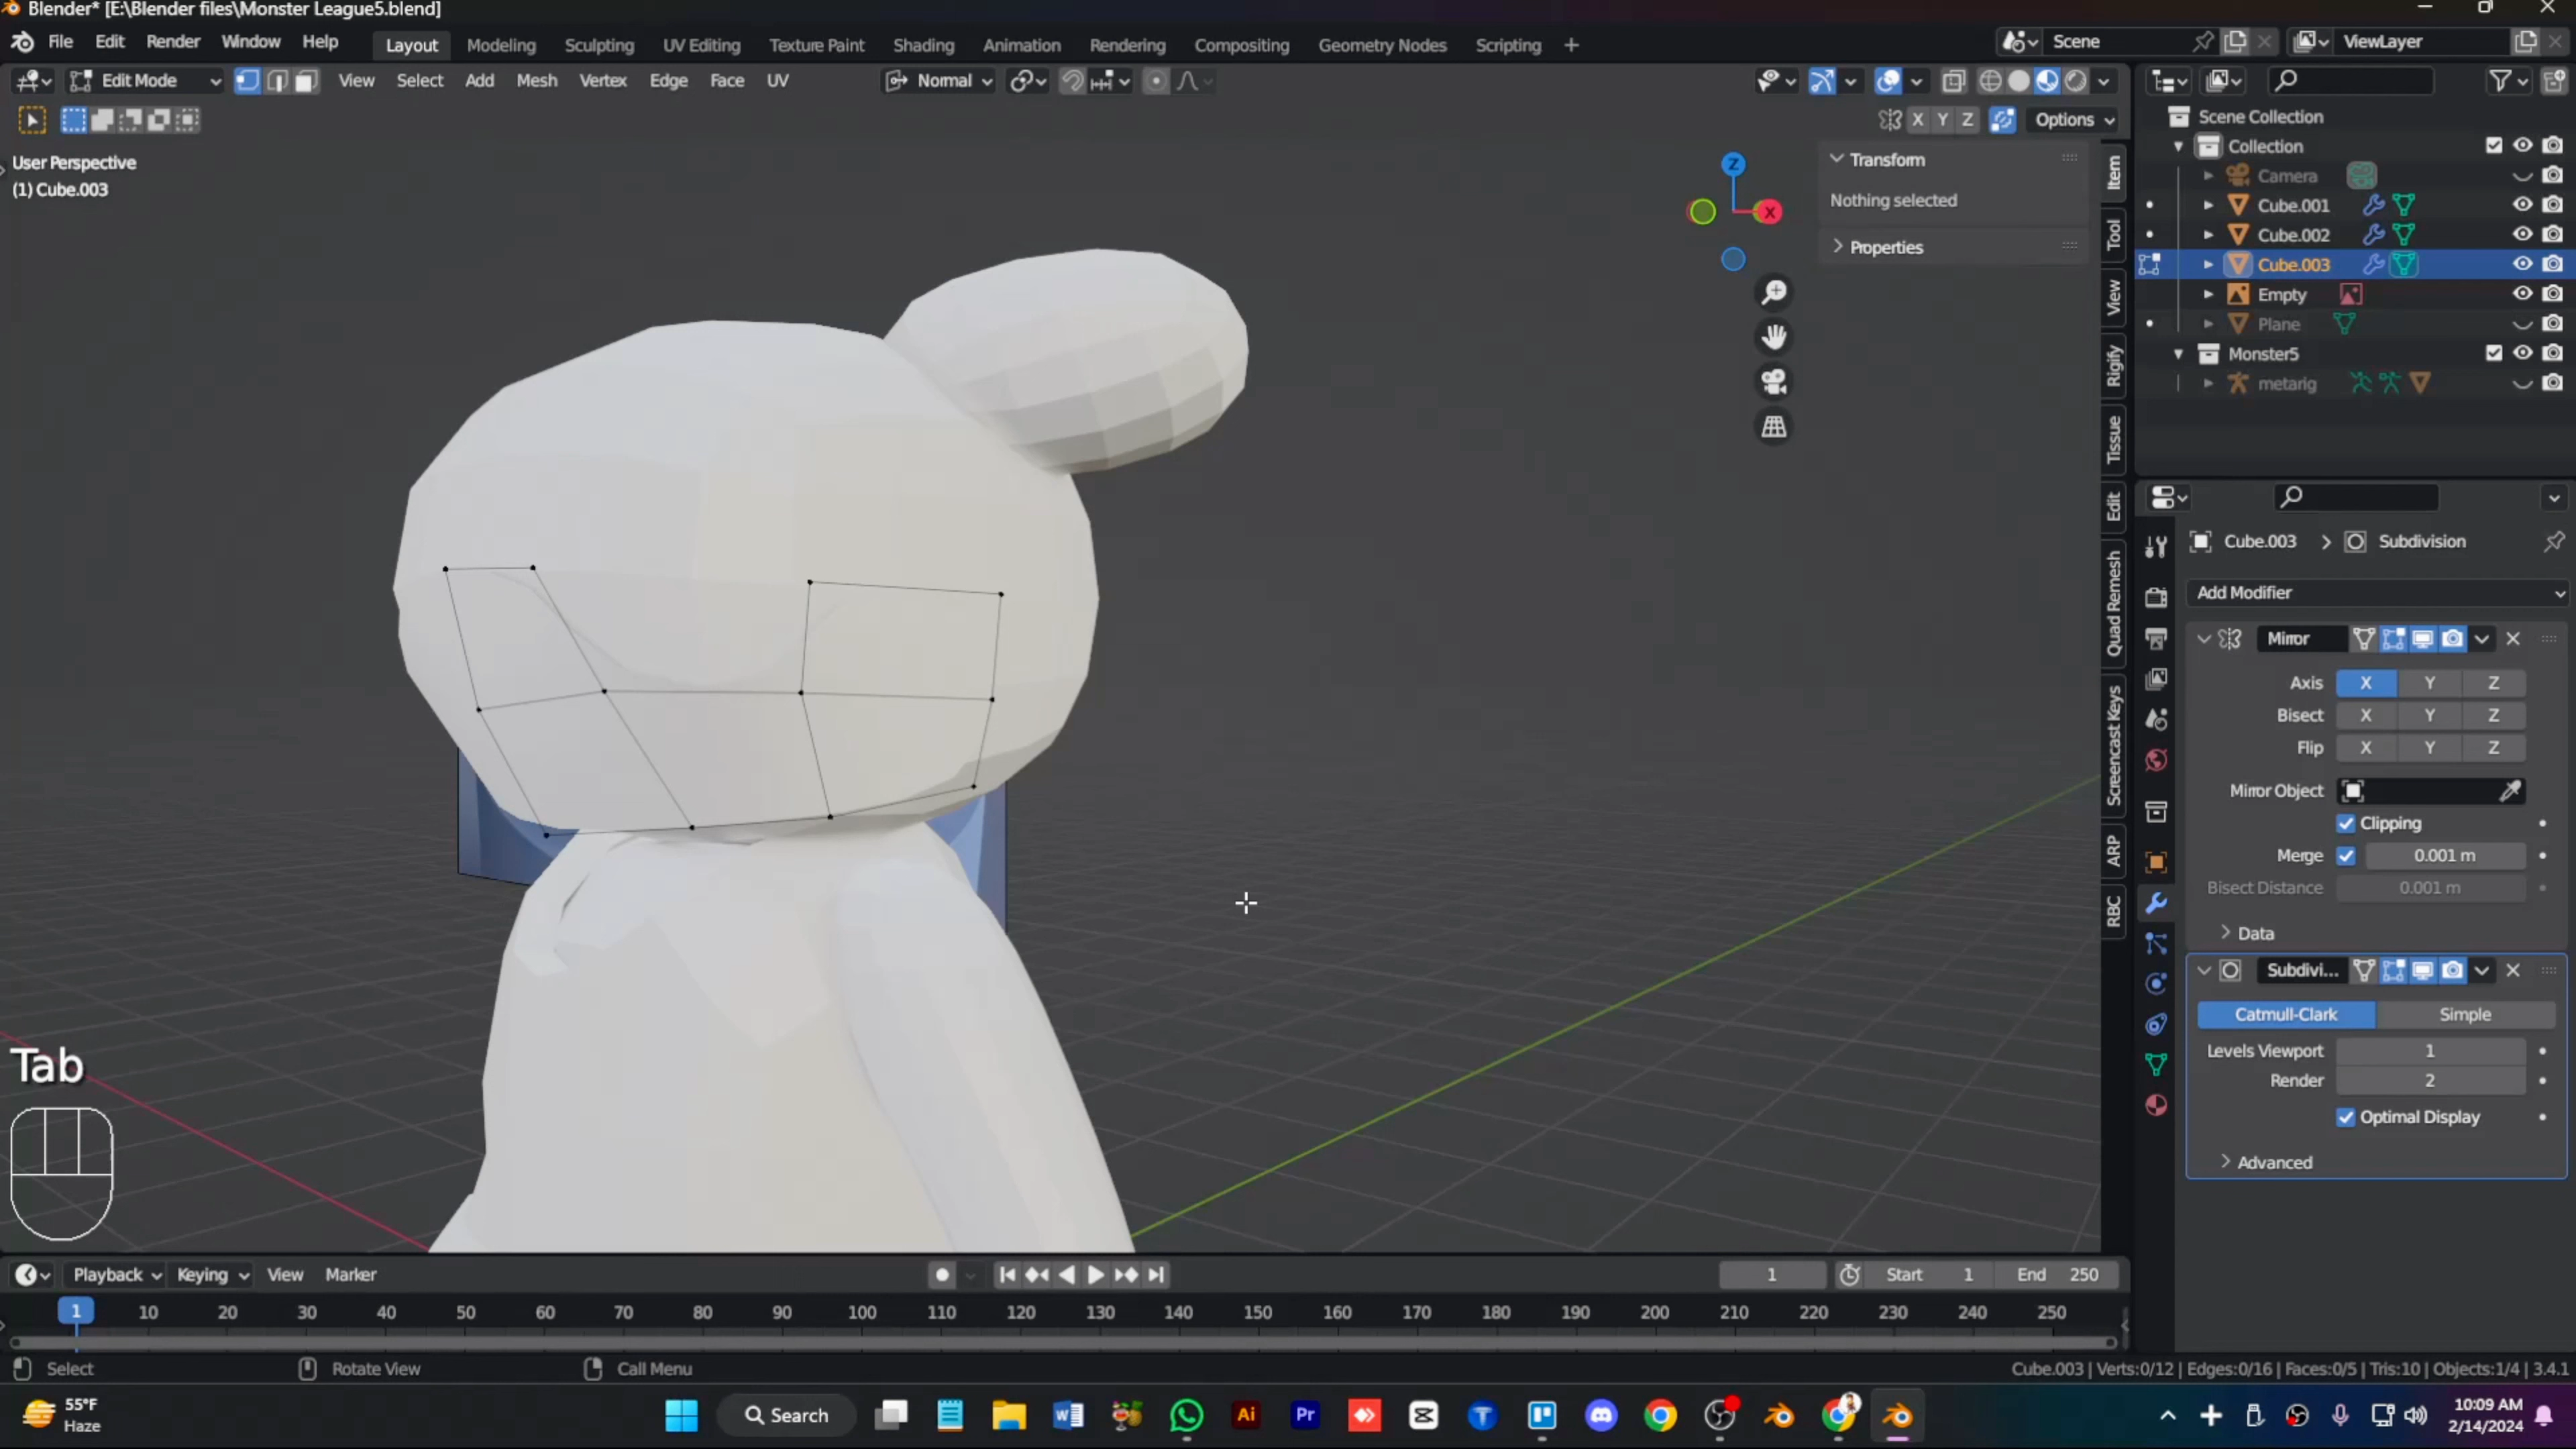 Blender* [E:\Blender files\Monster League5.blend]
File Edit Render Window Help Layout Modeling Sculpting UV Editing Texture Paint Shading Animation Rendering Compositing Geometry Nodes Scripting + Scene ViewLayer
Edit Mode View Select Add Mesh Vertex Edge Face UV Normal
X Y Z Options
User Perspective
(1) Cube.003
Z
X
Transform
Nothing selected
Properties
Item
Tool
View
Rigify
Tissue
Edit
Quad Remesh
Screencast Keys
ARP
RBC
Scene Collection
Collection
Camera
Cube.001
Cube.002
Cube.003
Empty
Plane
Monster5
metarig
Cube.003 > Subdivision
Add Modifier
Mirror
Axis X Y Z
Bisect X Y Z
Flip X Y Z
Mirror Object
Clipping
Merge 0.001 m
Bisect Distance 0.001 m
Data
Subdivi...
Catmull-Clark Simple
Levels Viewport 1
Render 2
Optimal Display
Advanced
Tab
Playback Keying View Marker 1 Start 1 End 250
1 10 20 30 40 50 60 70 80 90 100 110 120 130 140 150 160 170 180 190 200 210 220 230 240 250
Select Rotate View Call Menu Cube.003 | Verts:0/12 | Edges:0/16 | Faces:0/5 | Tris:10 | Objects:1/4 | 3.4.1
55°F
Haze
Search
Ai
Pr
10:09 AM
2/14/2024